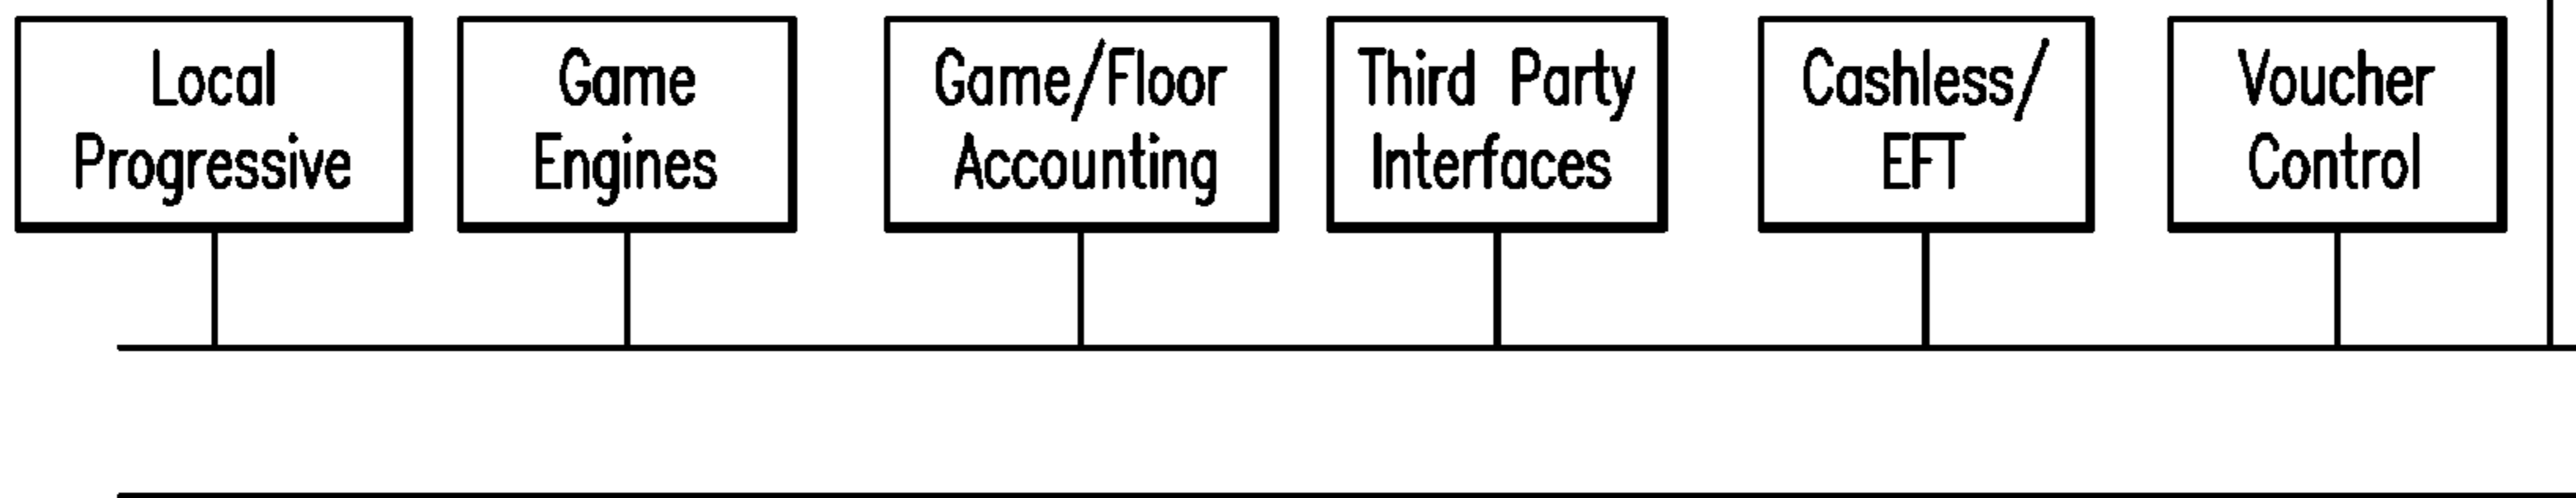 Local
Progressive
Game
Engines
Game/Floor
Accounting
Third Party
Interfaces
Cashless/
EFT
Voucher
Control